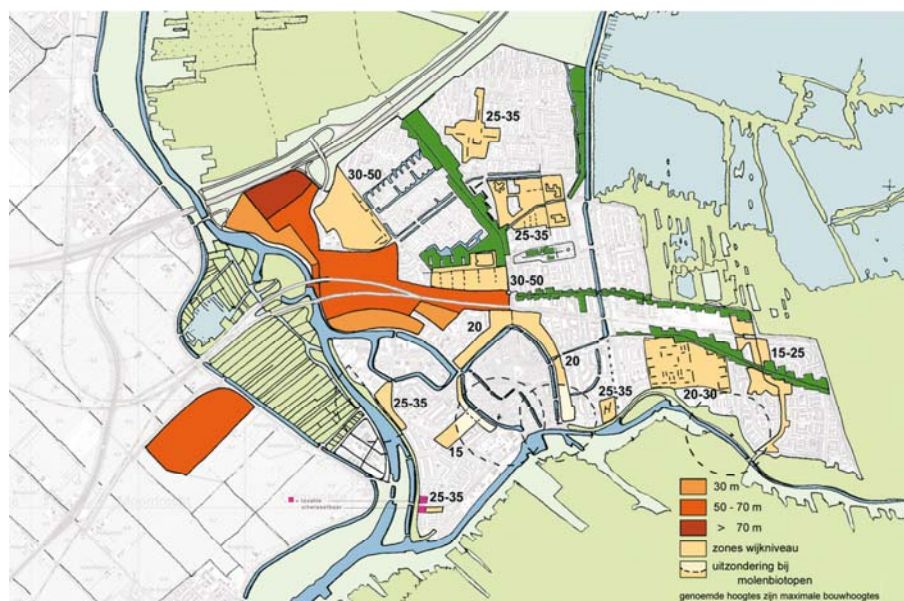 25-35
30-50
25-35
30-50
20
20
15-25
25-35
25-35
20-30
15
25-35
30 m
50 - 70 m
> 70 m
zones wijkniveau
uitzondering bij
molenbiotopen
genoemde hoogtes zijn maximale bouwhoogtes